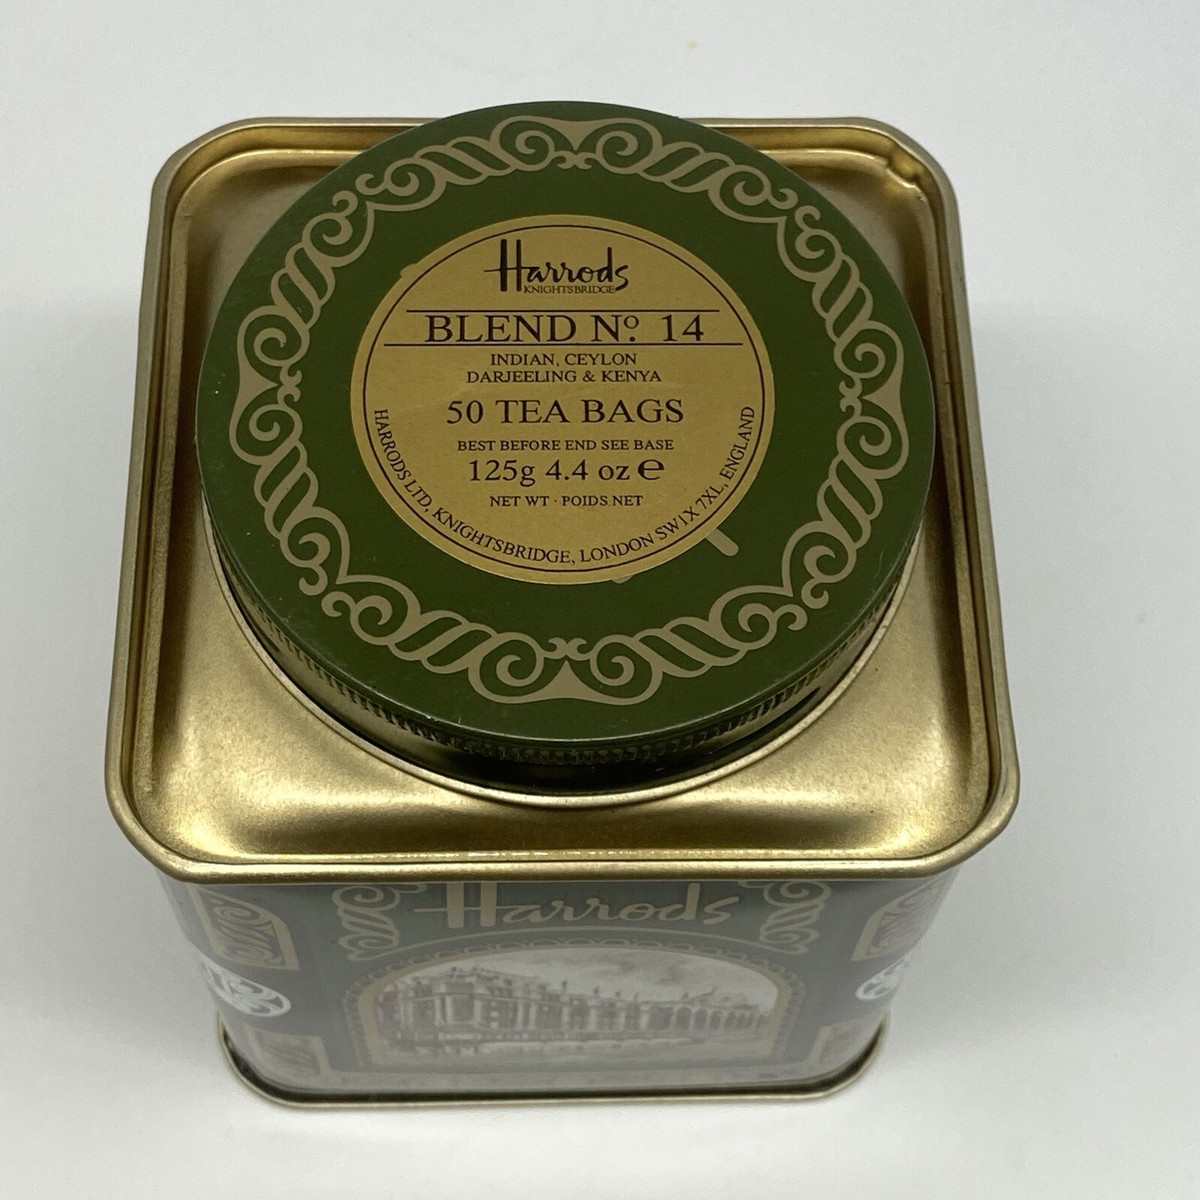 Harrods
KNIGHTSBRIDGE
BLEND Nº. 14
INDIAN, CEYLON
DARJEELING & KENYA
50 TEA BAGS
BEST BEFORE END SEE BASE
125g 4.4 oz ℮
NET WT · POIDS NET
HARRODS LTD, KNIGHTSBRIDGE, LONDON SW1X 7XL, ENGLAND
Harrods